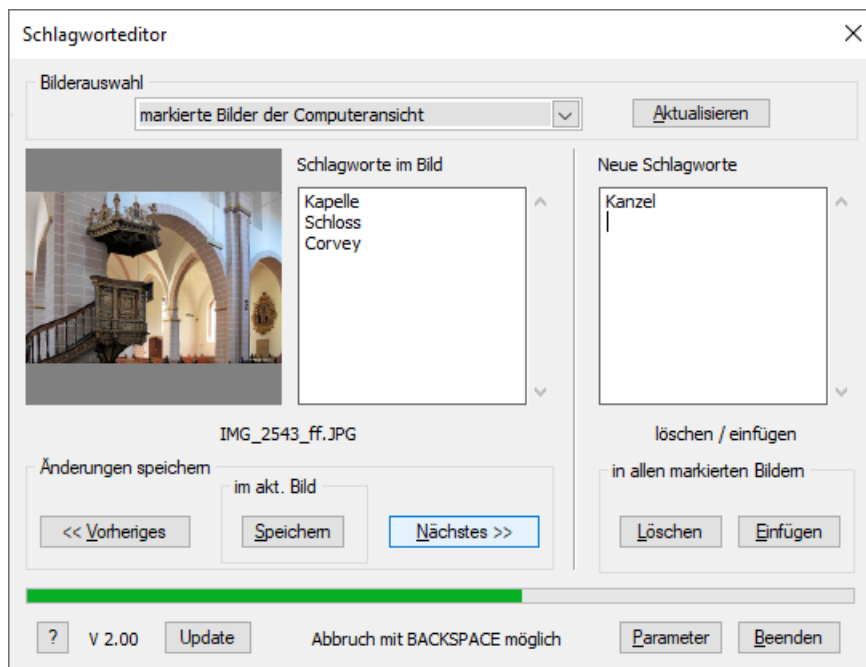 Schlagworteditor
Bilderauswahl
markierte Bilder der Computeransicht
Aktualisieren
Schlagworte im Bild
Neue Schlagworte
Kapelle
Schloss
Corvey
Kanzel
IMG_2543_ff.JPG
löschen / einfügen
Änderungen speichern
im akt. Bild
in allen markierten Bildern
<< Vorheriges
Speichern
Nächstes >>
Löschen
Einfügen
?
V 2.00
Update
Abbruch mit BACKSPACE möglich
Parameter
Beenden